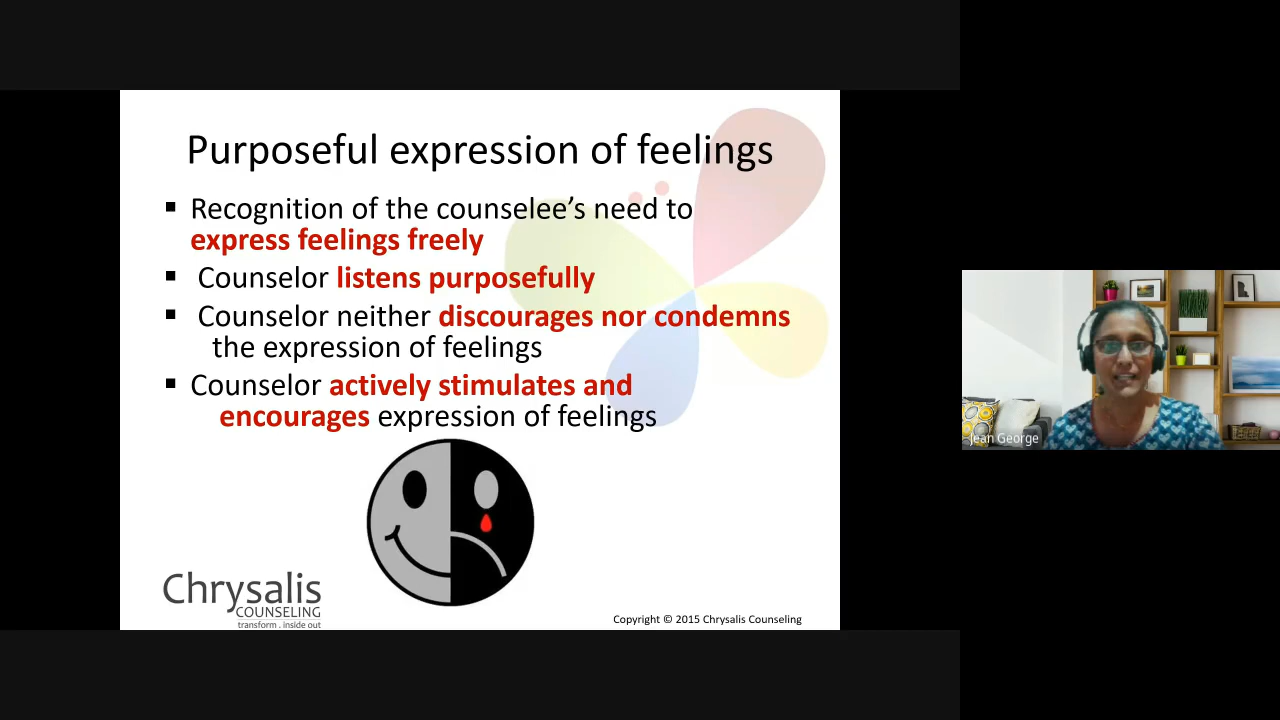 Purposeful expression of feelings
▪ Recognition of the counselee’s need to
express feelings freely
▪ Counselor listens purposefully
▪ Counselor neither discourages nor condemns
the expression of feelings
▪ Counselor actively stimulates and
encourages expression of feelings
Chrysalis
COUNSELING
transform . inside out
Copyright © 2015 Chrysalis Counseling
Jean George